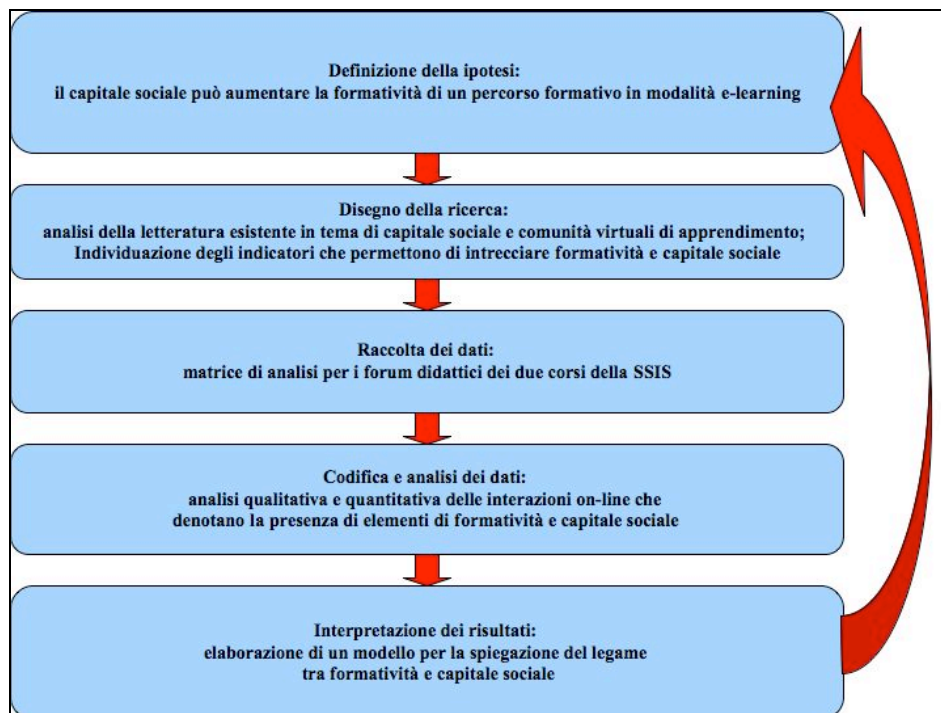 Definizione della ipotesi:
il capitale sociale può aumentare la formatività di un percorso formativo in modalità e-learning
Disegno della ricerca:
analisi della letteratura esistente in tema di capitale sociale e comunità virtuali di apprendimento;
Individuazione degli indicatori che permettono di intrecciare formatività e capitale sociale
Raccolta dei dati:
matrice di analisi per i forum didattici dei due corsi della SSIS
Codifica e analisi dei dati:
analisi qualitativa e quantitativa delle interazioni on-line che
denotano la presenza di elementi di formatività e capitale sociale
Interpretazione dei risultati:
elaborazione di un modello per la spiegazione del legame
tra formatività e capitale sociale